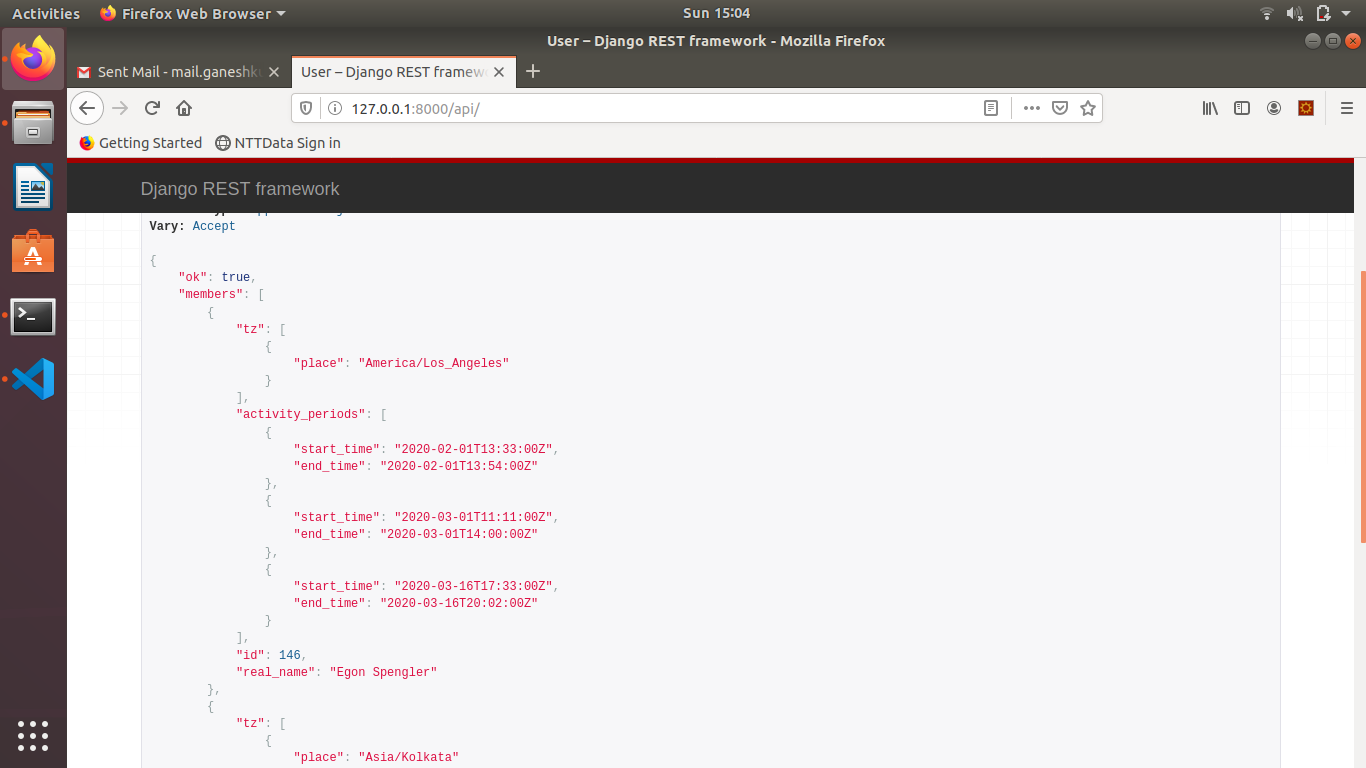 Activities Firefox Web Browser Sun 15:04
User – Django REST framework - Mozilla Firefox
Sent Mail - mail.ganeshku User – Django REST framew
127.0.0.1:8000/api/
Getting Started NTTData Sign in
Django REST framework
Vary: Accept
{
"ok": true,
"members": [
{
"tz": [
{
"place": "America/Los_Angeles"
}
],
"activity_periods": [
{
"start_time": "2020-02-01T13:33:00Z",
"end_time": "2020-02-01T13:54:00Z"
},
{
"start_time": "2020-03-01T11:11:00Z",
"end_time": "2020-03-01T14:00:00Z"
},
{
"start_time": "2020-03-16T17:33:00Z",
"end_time": "2020-03-16T20:02:00Z"
}
],
"id": 146,
"real_name": "Egon Spengler"
},
{
"tz": [
{
"place": "Asia/Kolkata"